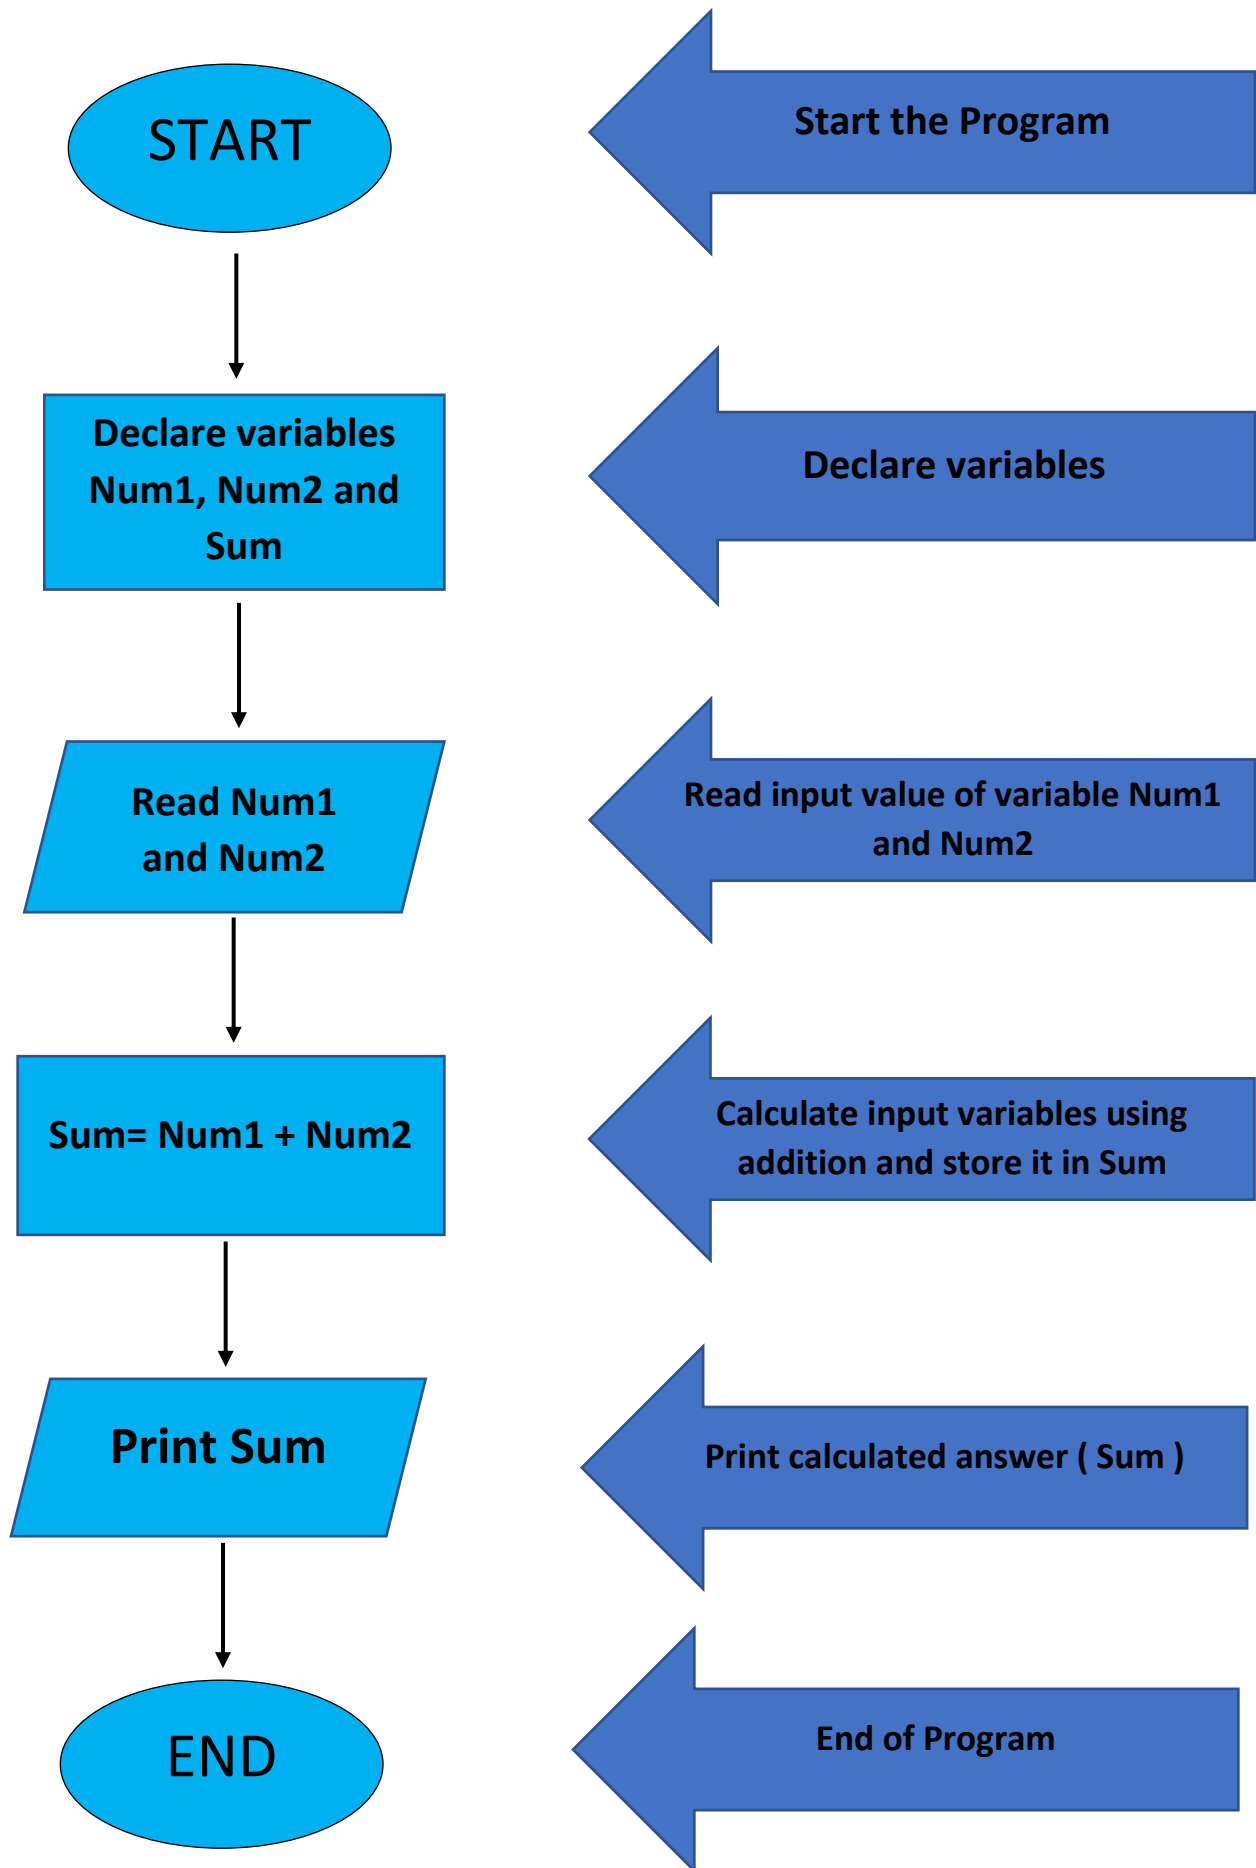 START
Start the Program
Declare variables
Num1, Num2 and
Sum
Declare variables
Read Num1
and Num2
Read input value of variable Num1
and Num2
Sum= Num1 + Num2
Calculate input variables using
addition and store it in Sum
Print Sum
Print calculated answer ( Sum )
END
End of Program